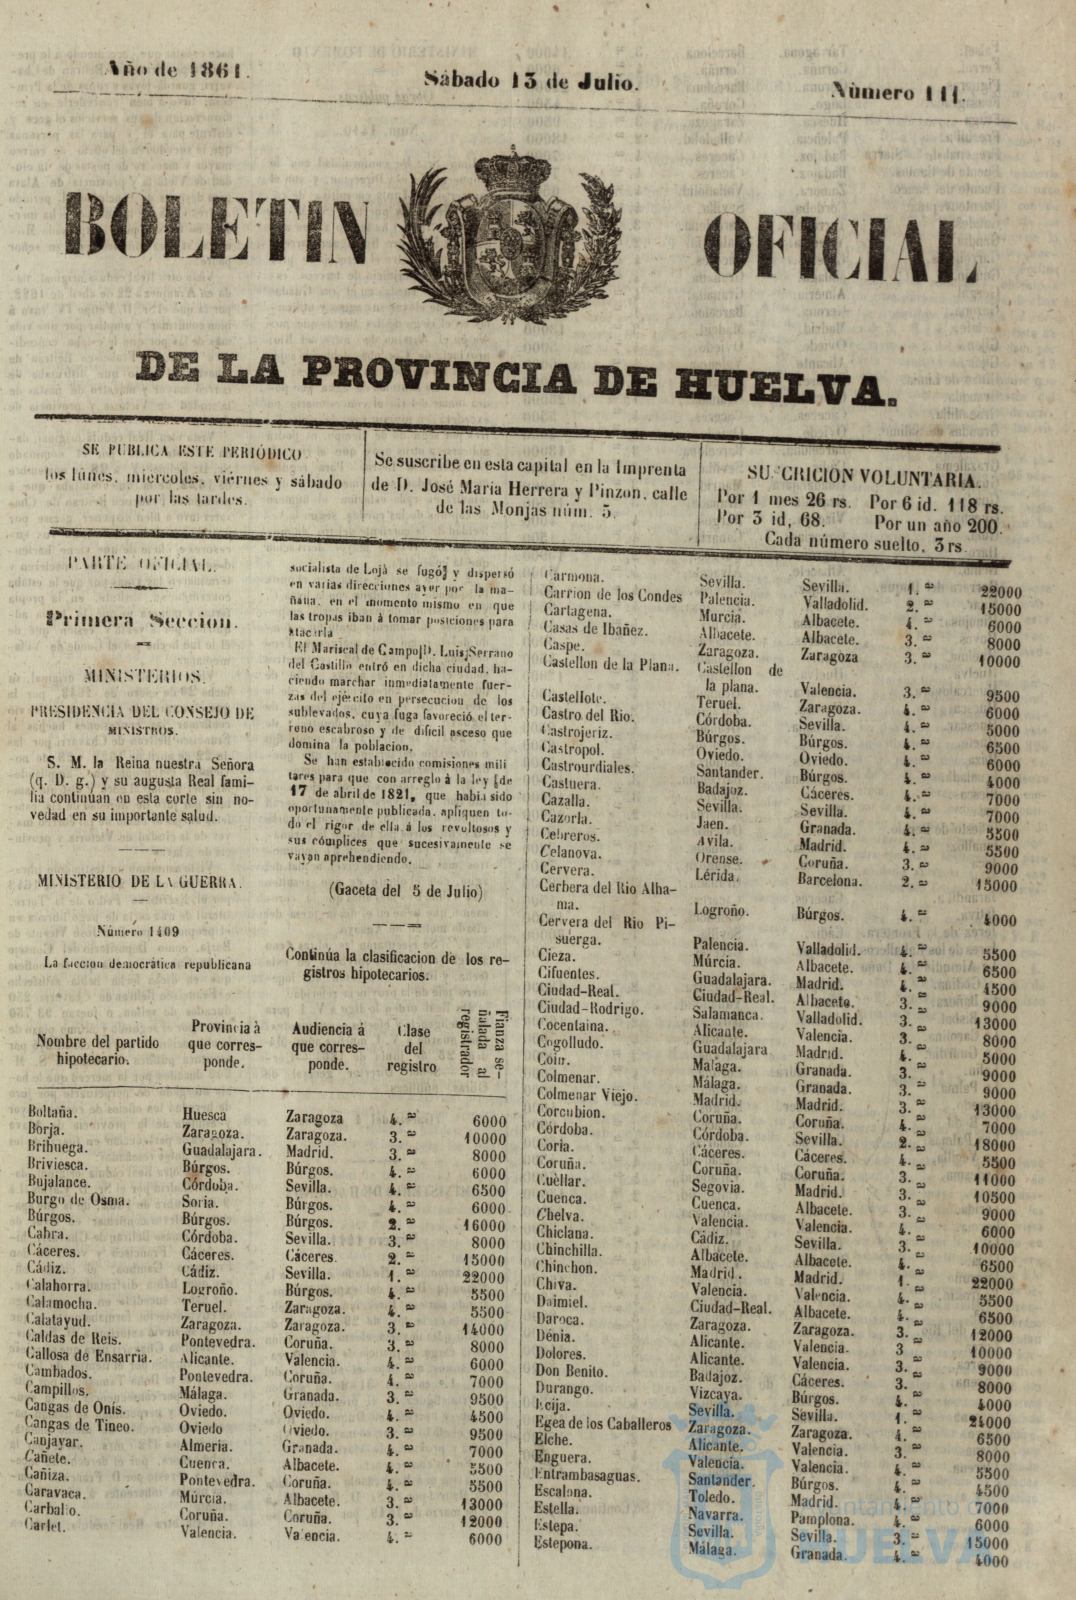 Año de 1861.
Sábado 13 de Julio.
Número 111.
BOLETIN OFICIAL
DE LA PROVINCIA DE HUELVA.
SE PUBLICA ESTE PERIÓDICO
los lúnes, miercoles, viérnes y sábado
por las tardes.
Se suscribe en esta capital en la Imprenta
de D. José María Herrera y Pinzon, calle
de las Monjas núm. 5.
SUSCRICION VOLUNTARIA.
Por 1 mes 26 rs. Por 6 id. 118 rs.
Por 3 id, 68. Por un año 200.
Cada número suelto, 3 rs.
PARTE OFICIAL.
Primera Seccion.
MINISTERIOS.
PRESIDENCIA DEL CONSEJO DE
MINISTROS.
S. M. la Reina nuestra Señora
(q. D. g.) y su augusta Real fami-
lia continúan en esta corte sin no-
vedad en su importante salud.
MINISTERIO DE LA GUERRA.
Número 1409
La faccion democrática republicana
socialista de Lojà se fugó y dispersó
en varias direcciones ayer por la ma-
ñana, en el momento mismo en que
las tropas iban á tomar posiciones para
atacarla
El Mariscal de Campo D. Luis Serrano
del Castillo entró en dicha ciudad, ha-
ciendo marchar inmediatamente fuer-
zas del ejército en persecucion de los
sublevados, cuya fuga favoreció el ter-
reno escabroso y de dificil asceso que
domina la poblacion.
Se han establecido comisiones mili
tares para que con arreglo á la ley de
17 de abril de 1821, que habia sido
oportunamente publicada, apliquen to-
do el rigor de ella á los revoltosos y
sus cómplices que sucesivamente se
vayan aprehendiendo.
(Gaceta del 5 de Julio)
Continúa la clasificacion de los re-
gistros hipotecarios.
Nombre del partido
hipotecario.
Provincia à
que corres-
ponde.
Audiencia á
que corres-
ponde.
Clase
del
registro
Fianza se-
ñalada al
registrador
Boltaña. Huesca Zaragoza 4.ª 6000
Borja. Zaragoza. Zaragoza. 3.ª 10000
Brihuega. Guadalajara. Madrid. 3.ª 8000
Briviesca. Búrgos. Búrgos. 4.ª 6000
Bujalance. Córdoba. Sevilla. 4.ª 6500
Burgo de Osma. Soria. Búrgos. 4.ª 6000
Búrgos. Búrgos. Búrgos. 2.ª 16000
Cabra. Córdoba. Sevilla. 3.ª 8000
Cáceres. Cáceres. Cáceres. 2.ª 15000
Cádiz. Cádiz. Sevilla. 1.ª 22000
Calahorra. Logroño. Búrgos. 4.ª 5500
Calamocha. Teruel. Zaragoza. 4.ª 5500
Calatayud. Zaragoza. Zaragoza. 3.ª 14000
Caldas de Reis. Pontevedra. Coruña. 3.ª 8000
Callosa de Ensarria. Alicante. Valencia. 4.ª 6000
Cambados. Pontevedra. Coruña. 4.ª 7000
Campillos. Málaga. Granada. 3.ª 9500
Cangas de Onis. Oviedo. Oviedo. 4.ª 4500
Cangas de Tineo. Oviedo Oviedo. 3.ª 9500
Canjayar. Almeria. Granada. 4.ª 7000
Cañete. Cuenca. Albacete. 4.ª 5500
Cañiza. Pontevedra. Coruña. 4.ª 5500
Caravaca. Múrcia. Albacete. 3.ª 13000
Carballo. Coruña. Coruña. 3.ª 12000
Carlet. Valencia. Valencia. 4.ª 6000
Carmona. Sevilla. Sevilla. 1.ª 22000
Carrion de los Condes Palencia. Valladolid. 2.ª 15000
Cartagena. Murcia. Albacete. 4.ª 6000
Casas de Ibañez. Albacete. Albacete. 3.ª 8000
Caspe. Zaragoza. Zaragoza 3.ª 10000
Castellon de la Plana. Castellon de
la plana. Valencia. 3.ª 9500
Castellote. Teruel. Zaragoza. 4.ª 6000
Castro del Rio. Córdoba. Sevilla. 4.ª 5000
Castrojeriz. Búrgos. Búrgos. 4.ª 6500
Castropol. Oviedo. Oviedo. 4.ª 6000
Castrourdiales. Santander. Búrgos. 4.ª 4000
Castuera. Badajoz. Cáceres. 4.ª 7000
Cazalla. Sevilla. Sevilla. 4.ª 7000
Cazorla. Jaen. Granada. 4.ª 5500
Cebreros. Avila. Madrid. 4.ª 5500
Celanova. Orense. Coruña. 3.ª 9000
Cervera. Lérida. Barcelona. 2.ª 15000
Cerbera del Rio Alha-
ma. Logroño. Búrgos. 4.ª 4000
Cervera del Rio Pi-
suerga. Palencia. Valladolid. 4.ª 5500
Cieza. Múrcia. Albacete. 4.ª 6500
Cifuentes. Guadalajara. Madrid. 4.ª 4500
Ciudad-Real. Ciudad-Real. Albacete. 3.ª 9000
Ciudad-Rodrigo. Salamanca. Valladolid. 3.ª 13000
Cocentaina. Alicante. Valencia. 3.ª 8000
Cogolludo. Guadalajara Madrid. 4.ª 5000
Coin. Malaga. Granada. 3.ª 9000
Colmenar. Málaga. Granada. 3.ª 9000
Colmenar Viejo. Madrid. Madrid. 3.ª 13000
Corcubion. Coruña. Coruña. 4.ª 7000
Córdoba. Córdoba. Sevilla. 2.ª 18000
Coria. Cáceres. Cáceres. 4.ª 5500
Coruña. Coruña. Coruña. 3.ª 11000
Cuéllar. Segovia. Madrid. 3.ª 10500
Cuenca. Cuenca. Albacete. 3.ª 9000
Chelva. Valencia. Valencia. 4.ª 6000
Chiclana. Cádiz. Sevilla. 3.ª 10000
Chinchilla. Albacete. Albacete. 4.ª 6500
Chinchon. Madrid. Madrid. 1.ª 22000
Chiva. Valencia. Valencia. 4.ª 5500
Daimiel. Ciudad-Real. Albacete. 4.ª 6500
Daroca. Zaragoza. Zaragoza. 3.ª 12000
Dénia. Alicante. Valencia. 3 ª 10000
Dolores. Alicante. Valencia. 3.ª 9000
Don Benito. Badajoz. Cáceres. 3.ª 8000
Durango. Vizcaya. Búrgos. 4.ª 4000
Ecija. Sevilla. Sevilla. 1.ª 24000
Egea de los Caballeros Zaragoza. Zaragoza. 4.ª 6500
Elche. Alicante. Valencia. 3.ª 8000
Enguera. Valencia. Valencia. 4.ª 5500
Entrambasaguas. Santander. Búrgos. 4.ª 4500
Escalona. Toledo. Madrid. 4.ª 7000
Estella. Navarra. Pamplona. 4.ª 6000
Estepa. Sevilla. Sevilla. 3.ª 15000
Estepona. Málaga. Granada. 4.ª 4000
Ayuntamiento de
HUELVA